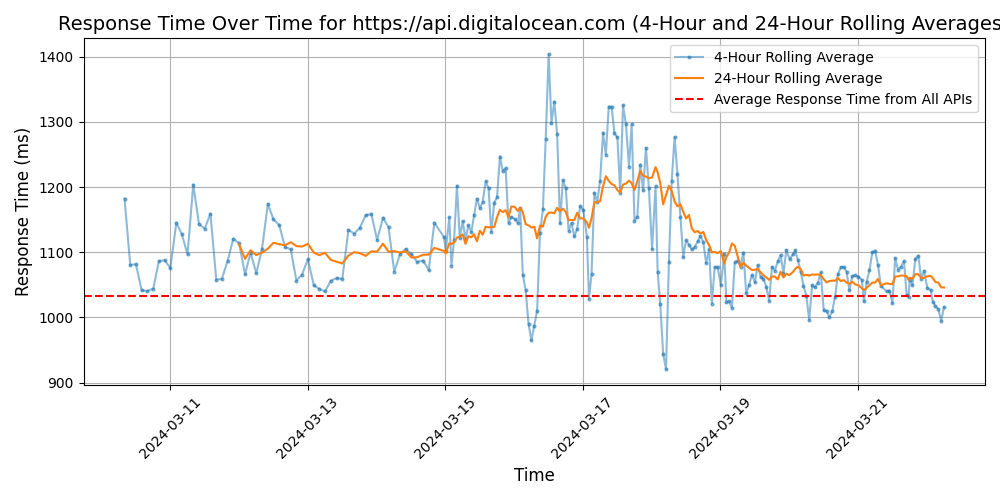 Response Time Over Time for https://api.digitalocean.com (4-Hour and 24-Hour Rolling Averages
1400
1300
1200
1100
1000
900
Response Time (ms)
4-Hour Rolling Average
24-Hour Rolling Average
Average Response Time from All APIs
2024-03-11
2024-03-13
2024-03-15
2024-03-17
2024-03-19
2024-03-21
Time